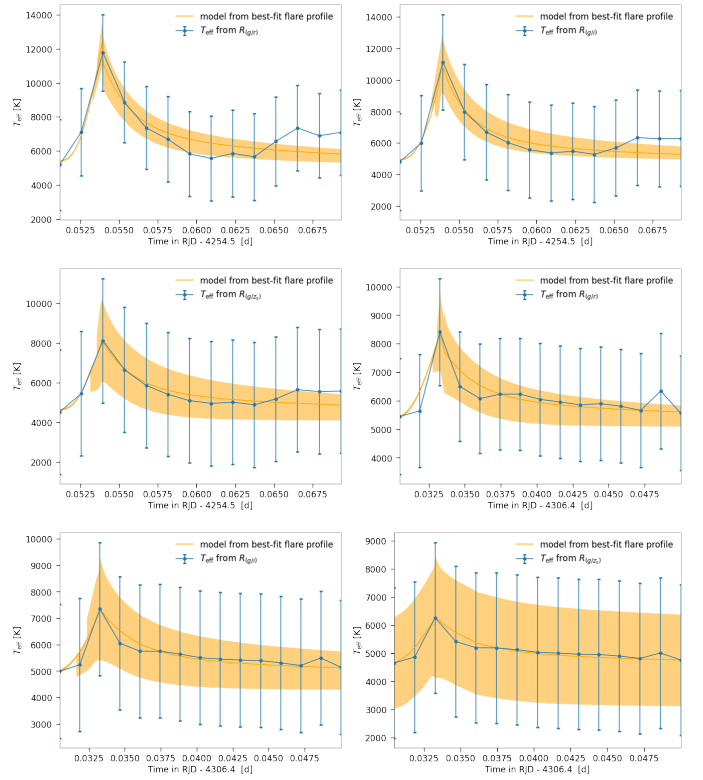 model from best-fit flare profile
T_eff from R_(g/r)
14000
12000
10000
8000
6000
4000
2000
T_eff [K]
0.0525 0.0550 0.0575 0.0600 0.0625 0.0650 0.0675
Time in RJD - 4254.5 [d]
model from best-fit flare profile
T_eff from R_(g/i)
14000
12000
10000
8000
6000
4000
2000
T_eff [K]
0.0525 0.0550 0.0575 0.0600 0.0625 0.0650 0.0675
Time in RJD - 4254.5 [d]
model from best-fit flare profile
T_eff from R_(g/z_s)
10000
8000
6000
4000
2000
T_eff [K]
0.0525 0.0550 0.0575 0.0600 0.0625 0.0650 0.0675
Time in RJD - 4254.5 [d]
model from best-fit flare profile
T_eff from R_(g/r)
10000
9000
8000
7000
6000
5000
4000
T_eff [K]
0.0325 0.0350 0.0375 0.0400 0.0425 0.0450 0.0475
Time in RJD - 4306.4 [d]
model from best-fit flare profile
T_eff from R_(g/i)
10000
9000
8000
7000
6000
5000
4000
3000
T_eff [K]
0.0325 0.0350 0.0375 0.0400 0.0425 0.0450 0.0475
Time in RJD - 4306.4 [d]
model from best-fit flare profile
T_eff from R_(g/z_s)
9000
8000
7000
6000
5000
4000
3000
2000
T_eff [K]
0.0325 0.0350 0.0375 0.0400 0.0425 0.0450 0.0475
Time in RJD - 4306.4 [d]